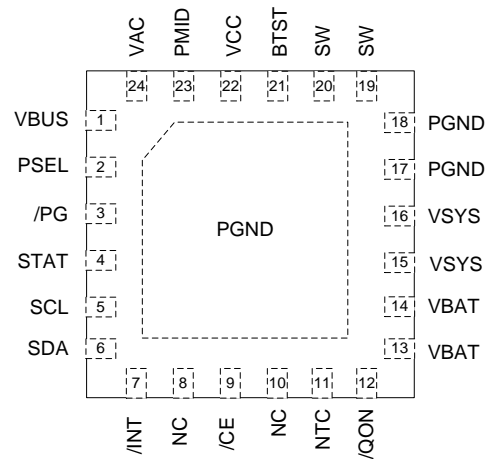 VAC PMID VCC BTST SW SW
24 23 22 21 20 19
VBUS 1
PSEL 2
/PG 3
STAT 4
SCL 5
SDA 6
PGND
18 PGND
17 PGND
16 VSYS
15 VSYS
14 VBAT
13 VBAT
7 8 9 10 11 12
/INT NC /CE NC NTC /QON